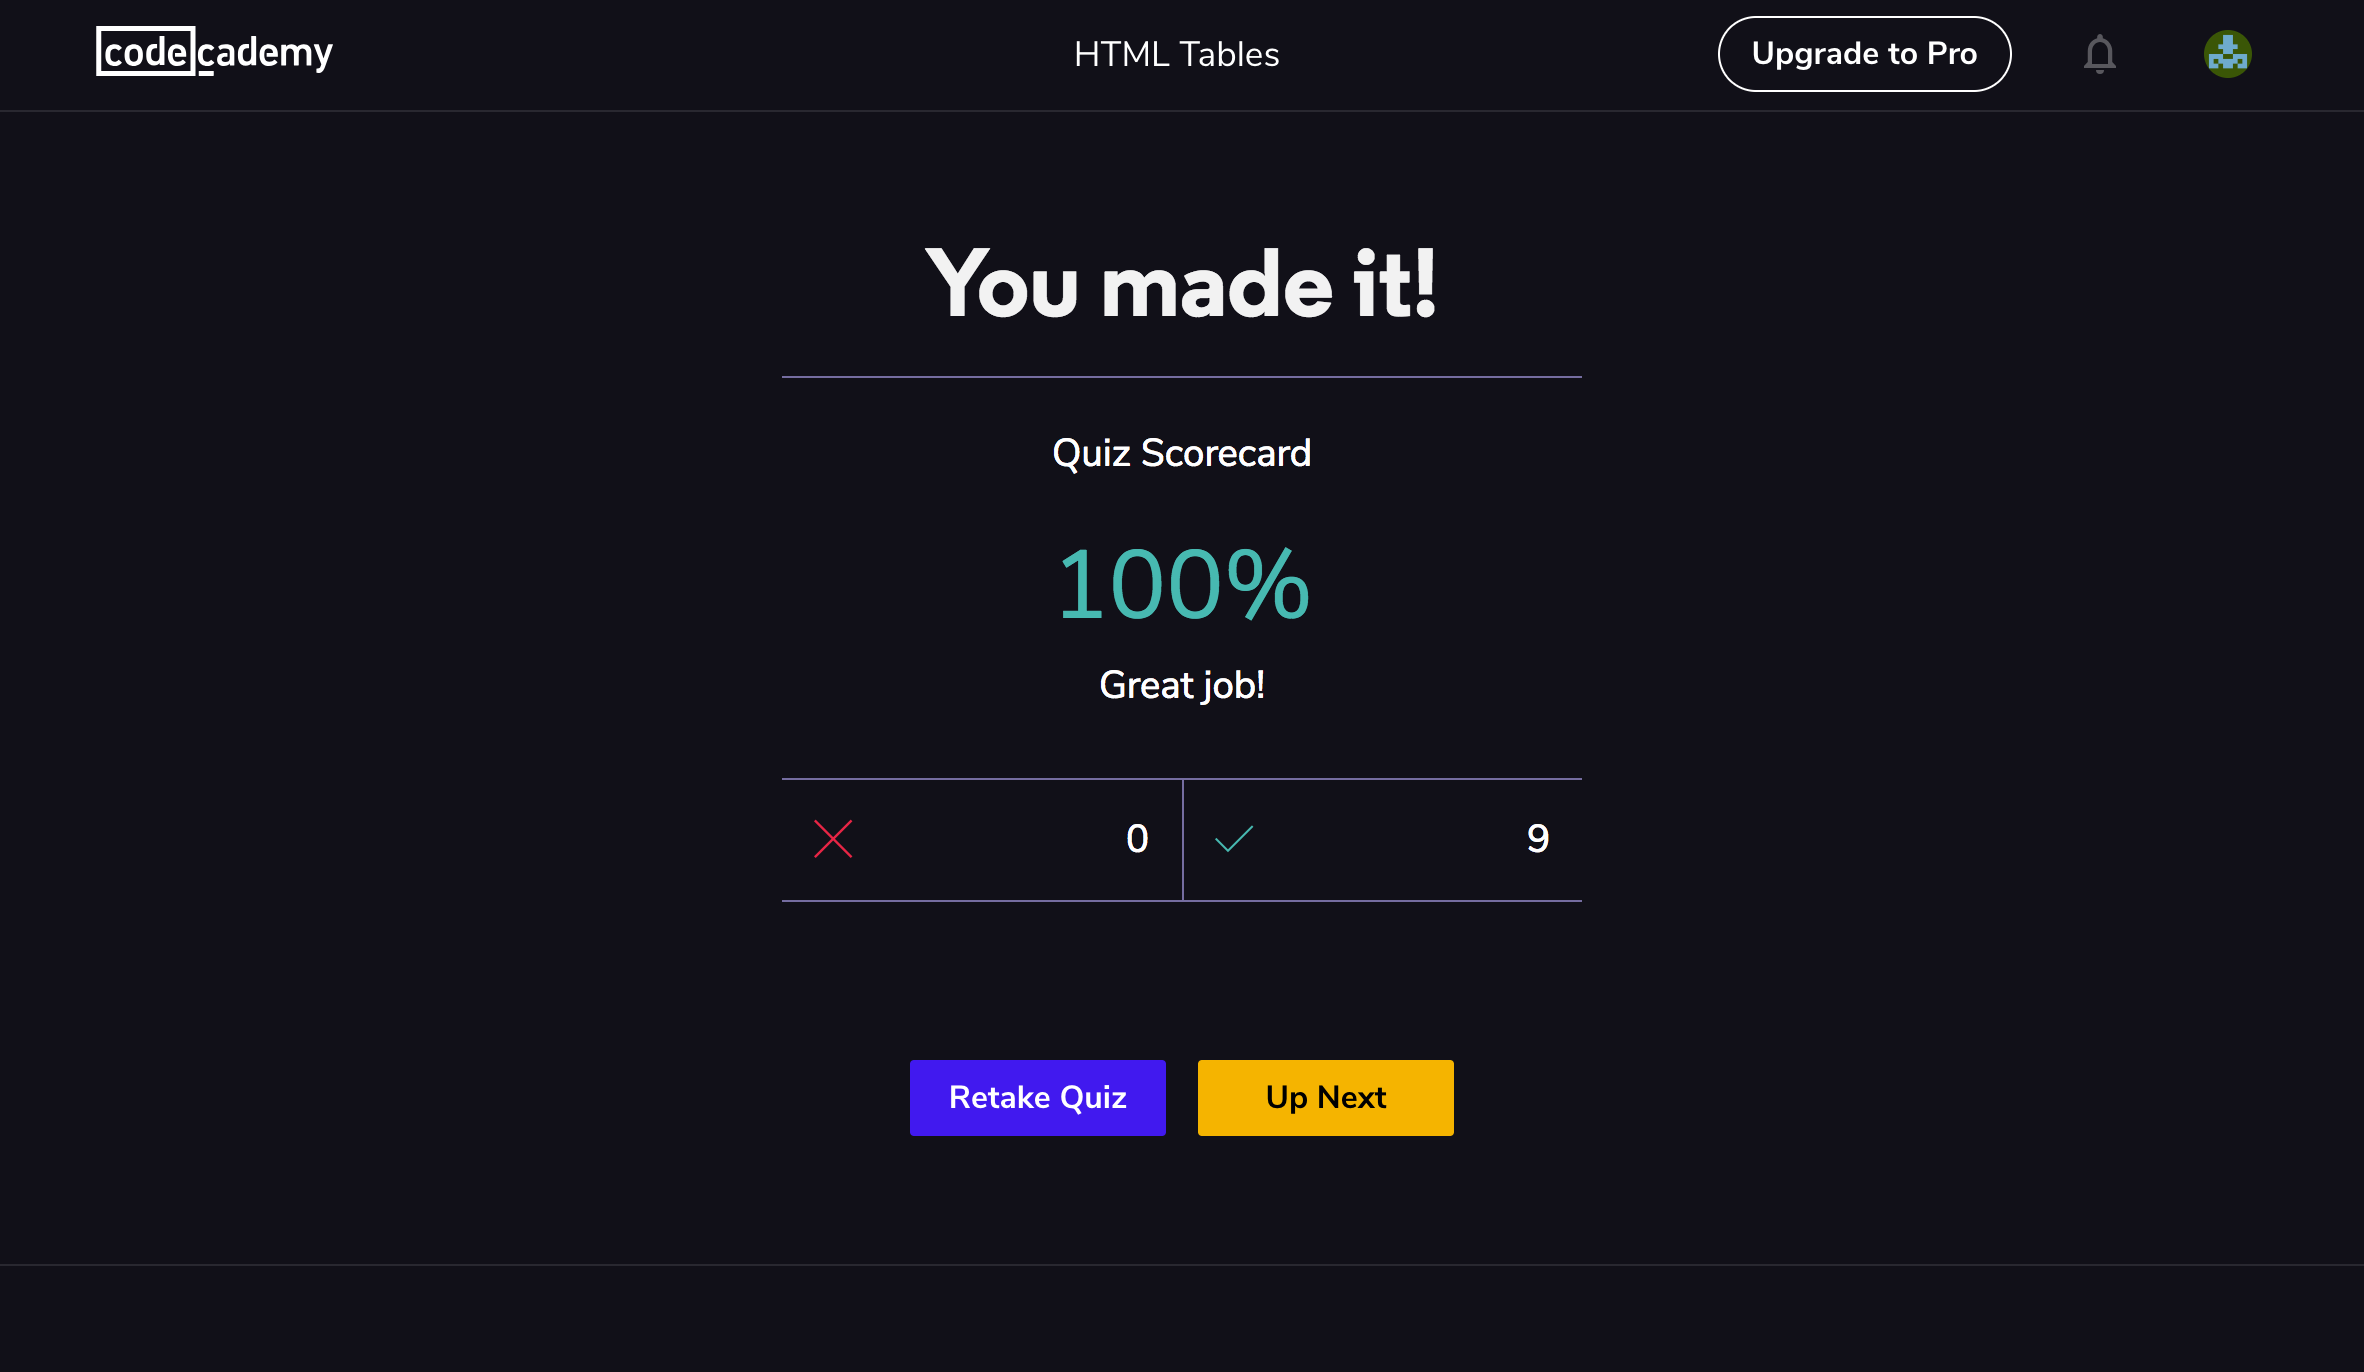 codecademy
HTML Tables
Upgrade to Pro
You made it!
Quiz Scorecard
100%
Great job!
0
9
Retake Quiz
Up Next